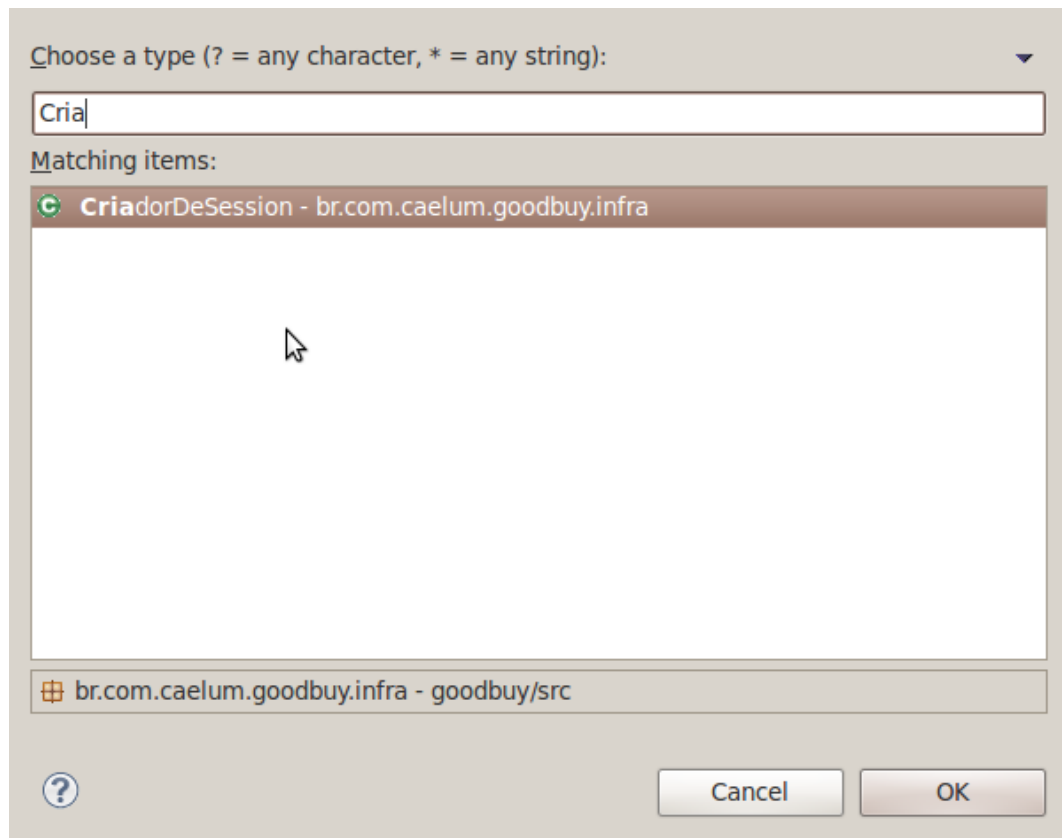 Choose a type (? = any character, * = any string):
Cria
Matching items:
CriadorDeSession - br.com.caelum.goodbuy.infra
br.com.caelum.goodbuy.infra - goodbuy/src
Cancel
OK